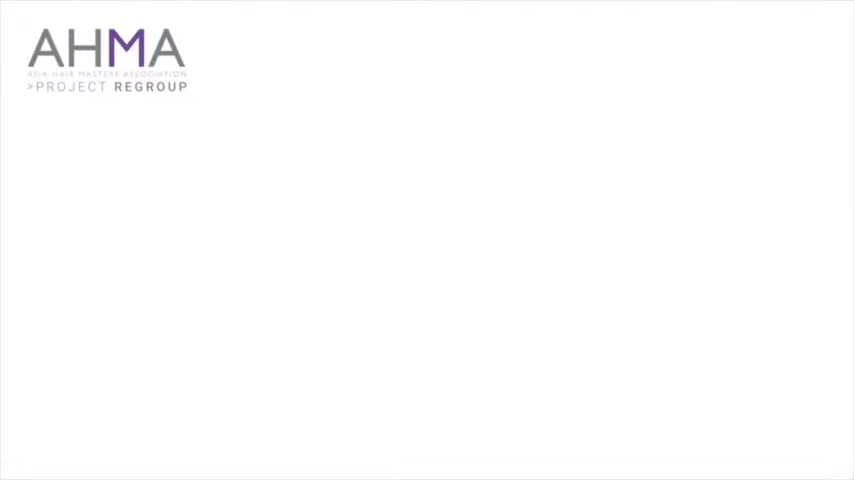 AHMA
ASIA HAIR MASTERS ASSOCIATION
>PROJECT REGROUP